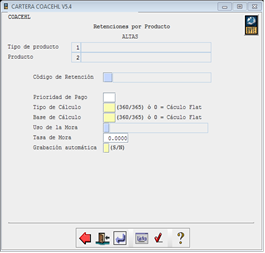 CARTERA COACEHL V5.4
COACEHL
Retenciones por Producto
ALTAS
Tipo de producto 1
Producto 2
Código de Retención
Prioridad de Pago
Tipo de Cálculo (360/365) ó 0 = Cáculo Flat
Base de Cálculo (360/365) ó 0 = Cáculo Flat
Uso de la Mora
Tasa de Mora 0.0000
Grabación automática (S/N)